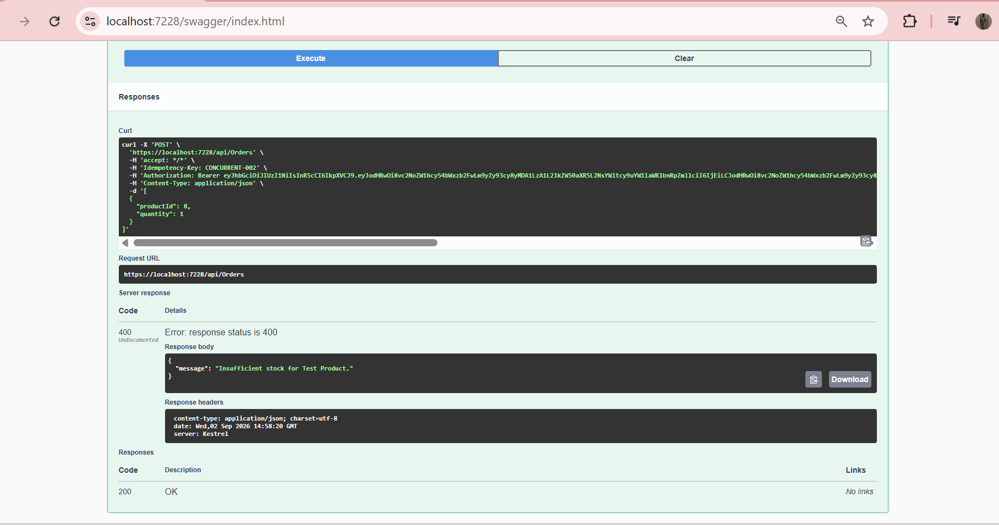 localhost:7228/swagger/index.html
Execute
Clear
Responses
Curl
curl -X 'POST' \
'https://localhost:7228/api/Orders' \
-H 'accept: */*' \
-H 'Idempotency-Key: CONCURRENT-002' \
-H 'Authorization: Bearer eyJhbGciOiJIUzI1NiIsInR5cCI6IkpXVCJ9.eyJodHRwOi8vc2NoZW1hcy54bWxzb2FwLm9yZy93cy8yMDA1LzA1L2lkZW50aXR5L2NsYWltcy9uYW1laWRlbnRpZmllciI6IjEiLCJodHRwOi8vc2NoZW1hcy54bWxzb2FwLm9yZy93cy8
-H 'Content-Type: application/json' \
-d '[
{
"productId": 8,
"quantity": 1
}
]'
Request URL
https://localhost:7228/api/Orders
Server response
Code
Details
400
Undocumented
Error: response status is 400
Response body
{
"message": "Insufficient stock for Test Product."
}
Download
Response headers
content-type: application/json; charset=utf-8
date: Wed,02 Sep 2026 14:58:20 GMT
server: Kestrel
Responses
Code
Description
Links
200
OK
No links